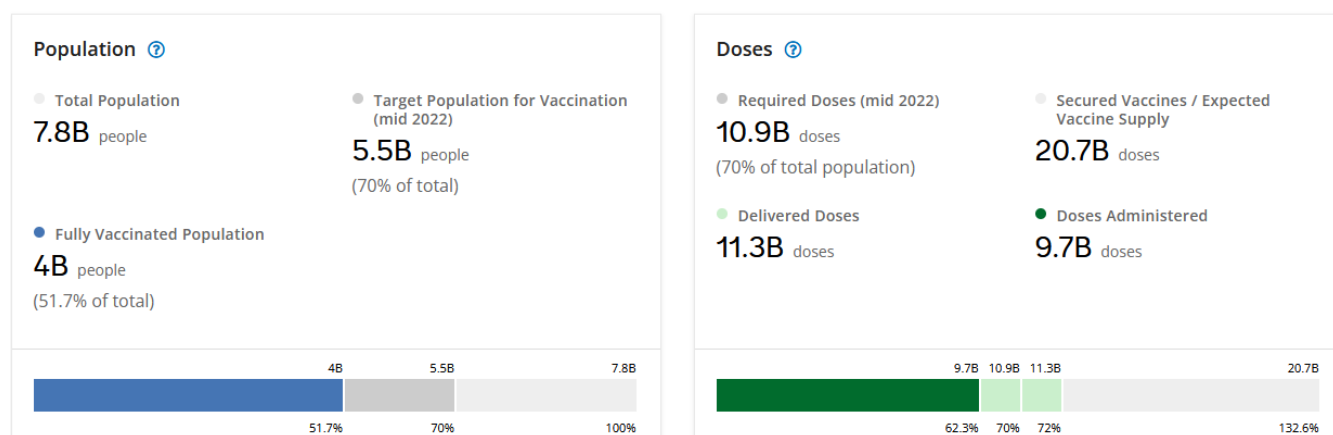 Population ?
Total Population
7.8B people
Target Population for Vaccination
(mid 2022)
5.5B people
(70% of total)
Fully Vaccinated Population
4B people
(51.7% of total)
4B 5.5B 7.8B
51.7% 70% 100%
Doses ?
Required Doses (mid 2022)
10.9B doses
(70% of total population)
Secured Vaccines / Expected
Vaccine Supply
20.7B doses
Delivered Doses
11.3B doses
Doses Administered
9.7B doses
9.7B 10.9B 11.3B 20.7B
62.3% 70% 72% 132.6%